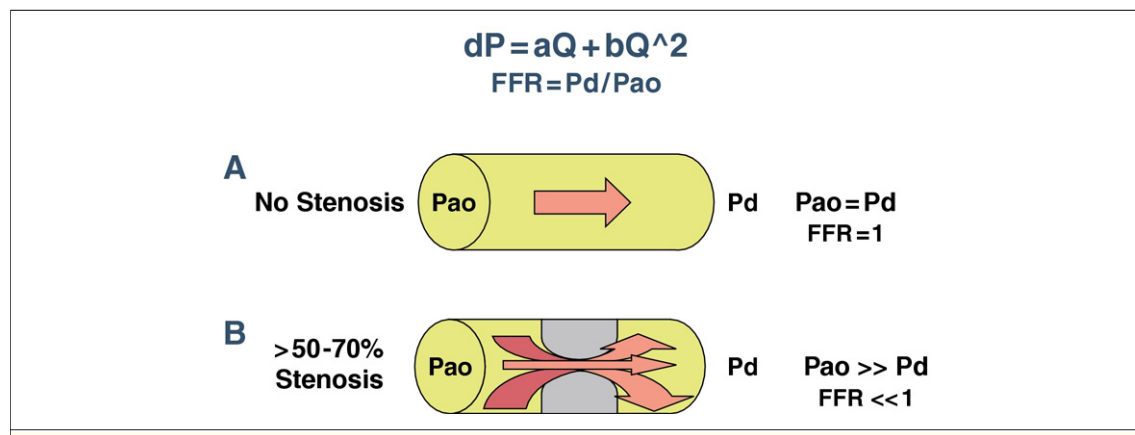 dP=aQ+bQ^2
FFR=Pd/Pao
A
No Stenosis
Pao
Pd
Pao=Pd
FFR=1
B
>50-70%
Stenosis
Pao
Pd
Pao >> Pd
FFR <<1